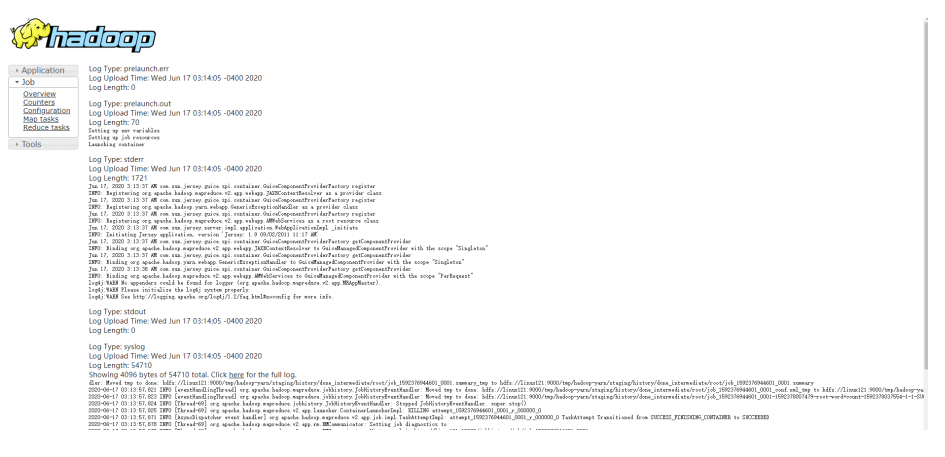 hadoop
Application
Job
Overview
Counters
Configuration
Map tasks
Reduce tasks
Tools
Log Type: prelaunch.err
Log Upload Time: Wed Jun 17 03:14:05 -0400 2020
Log Length: 0
Log Type: prelaunch.out
Log Upload Time: Wed Jun 17 03:14:05 -0400 2020
Log Length: 70
Setting up env variables
Setting up job resources
Launching container
Log Type: stderr
Log Upload Time: Wed Jun 17 03:14:05 -0400 2020
Log Length: 1721
Jun 17, 2020 3:13:37 AM com.sun.jersey.guice.spi.container.GuiceComponentProviderFactory register
INFO: Registering org.apache.hadoop.mapreduce.v2.app.webapp.JAXBContextResolver as a provider class
Jun 17, 2020 3:13:37 AM com.sun.jersey.guice.spi.container.GuiceComponentProviderFactory register
INFO: Registering org.apache.hadoop.yarn.webapp.GenericExceptionHandler as a provider class
Jun 17, 2020 3:13:37 AM com.sun.jersey.guice.spi.container.GuiceComponentProviderFactory register
INFO: Registering org.apache.hadoop.mapreduce.v2.app.webapp.AMWebServices as a root resource class
Jun 17, 2020 3:13:37 AM com.sun.jersey.server.impl.application.WebApplicationImpl _initiate
INFO: Initiating Jersey application, version 'Jersey: 1.9 09/02/2011 11:17 AM'
Jun 17, 2020 3:13:37 AM com.sun.jersey.guice.spi.container.GuiceComponentProviderFactory getComponentProvider
INFO: Binding org.apache.hadoop.mapreduce.v2.app.webapp.JAXBContextResolver to GuiceManagedComponentProvider with the scope "Singleton"
Jun 17, 2020 3:13:37 AM com.sun.jersey.guice.spi.container.GuiceComponentProviderFactory getComponentProvider
INFO: Binding org.apache.hadoop.yarn.webapp.GenericExceptionHandler to GuiceManagedComponentProvider with the scope "Singleton"
Jun 17, 2020 3:13:38 AM com.sun.jersey.guice.spi.container.GuiceComponentProviderFactory getComponentProvider
INFO: Binding org.apache.hadoop.mapreduce.v2.app.webapp.AMWebServices to GuiceManagedComponentProvider with the scope "PerRequest"
log4j:WARN No appenders could be found for logger (org.apache.hadoop.mapreduce.v2.app.MRAppMaster).
log4j:WARN Please initialize the log4j system properly.
log4j:WARN See http://logging.apache.org/log4j/1.2/faq.html#noconfig for more info.
Log Type: stdout
Log Upload Time: Wed Jun 17 03:14:05 -0400 2020
Log Length: 0
Log Type: syslog
Log Upload Time: Wed Jun 17 03:14:05 -0400 2020
Log Length: 54710
Showing 4096 bytes of 54710 total. Click here for the full log.
dler: Moved tmp to done: hdfs://linux121:9000/tmp/hadoop-yarn/staging/history/done_intermediate/root/job_1592376944601_0001.summary_tmp to hdfs://linux121:9000/tmp/hadoop-yarn/staging/history/done_intermediate/root/job_1592376944601_0001.summary
2020-06-17 03:13:57,821 INFO [eventHandlingThread] org.apache.hadoop.mapreduce.jobhistory.JobHistoryEventHandler: Moved tmp to done: hdfs://linux121:9000/tmp/hadoop-yarn/staging/history/done_intermediate/root/job_1592376944601_0001_conf.xml_tmp to hdfs://linux121:9000/tmp/hadoop-ya
2020-06-17 03:13:57,824 INFO [eventHandlingThread] org.apache.hadoop.mapreduce.jobhistory.JobHistoryEventHandler: Moved tmp to done: hdfs://linux121:9000/tmp/hadoop-yarn/staging/history/done_intermediate/root/job_1592376944601_0001-1592378007479-root-word+count-1592378037554-1-1-SU
2020-06-17 03:13:57,824 INFO [Thread-69] org.apache.hadoop.mapreduce.jobhistory.JobHistoryEventHandler: Stopped JobHistoryEventHandler. super.stop()
2020-06-17 03:13:57,826 INFO [Thread-69] org.apache.hadoop.mapreduce.v2.app.launcher.ContainerLauncherImpl: KILLING attempt_1592376944601_0001_r_000000_0
2020-06-17 03:13:57,871 INFO [AsyncDispatcher event handler] org.apache.hadoop.mapreduce.v2.app.job.impl.TaskAttemptImpl: attempt_1592376944601_0001_r_000000_0 TaskAttempt Transitioned from SUCCESS_FINISHING_CONTAINER to SUCCEEDED
2020-06-17 03:13:57,878 INFO [Thread-69] org.apache.hadoop.mapreduce.v2.app.rm.RMCommunicator: Setting job diagnostics to